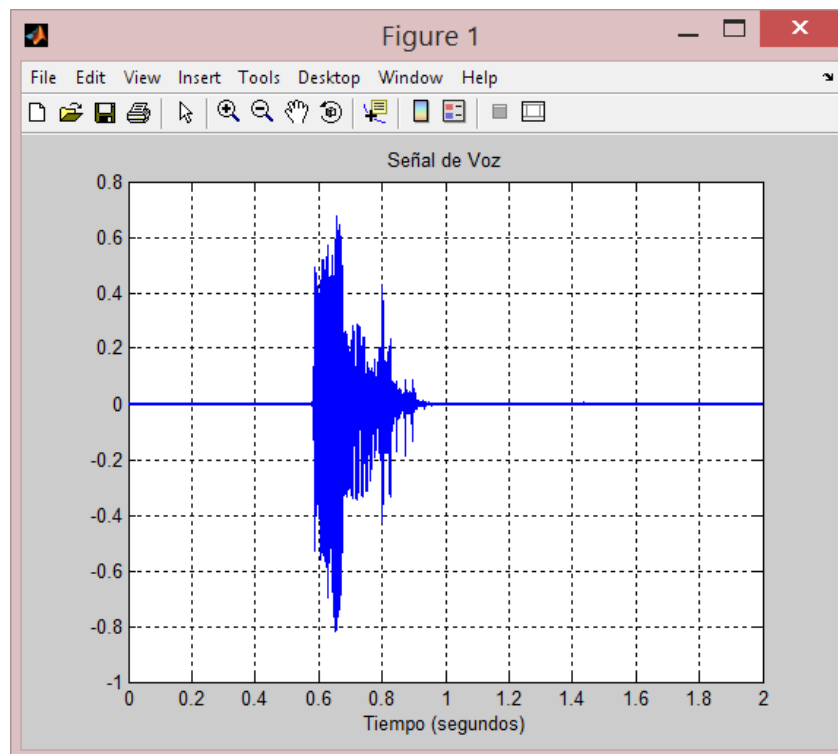 Figure 1
File Edit View Insert Tools Desktop Window Help
Señal de Voz
0.8
0.6
0.4
0.2
0
-0.2
-0.4
-0.6
-0.8
-1
0 0.2 0.4 0.6 0.8 1 1.2 1.4 1.6 1.8 2
Tiempo (segundos)